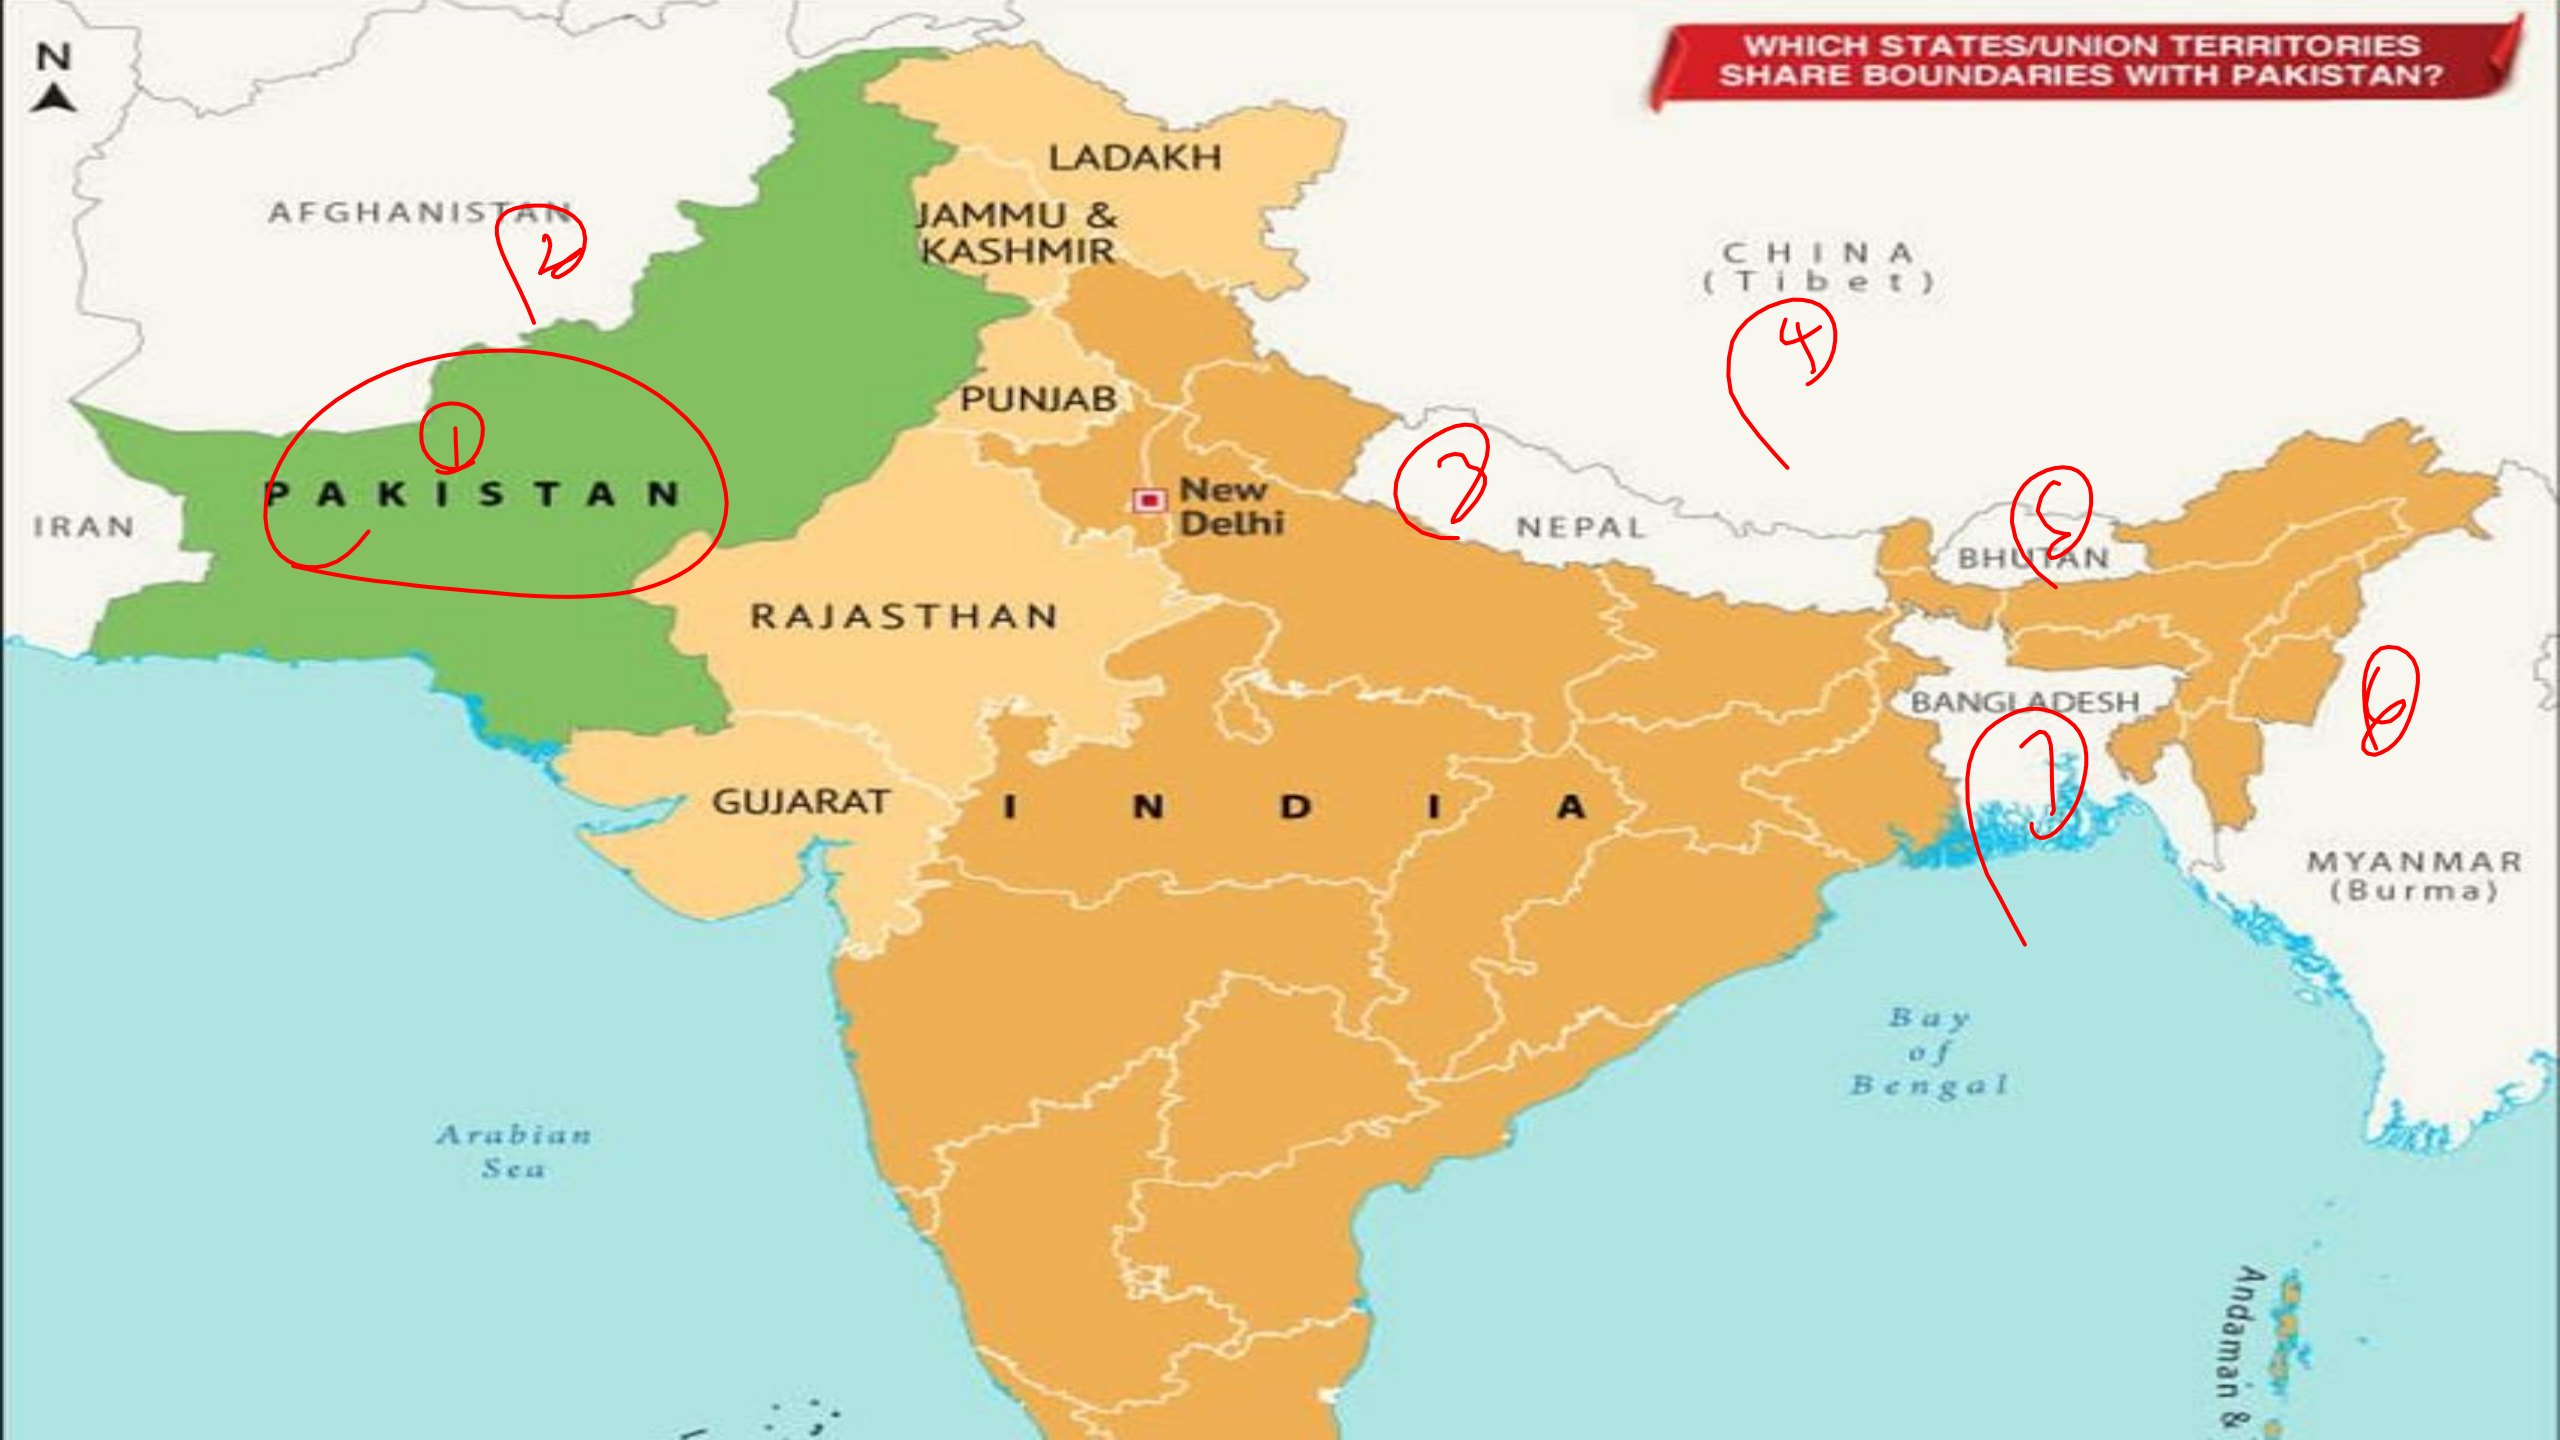 N
WHICH STATES/UNION TERRITORIES
SHARE BOUNDARIES WITH PAKISTAN?
LADAKH
AFGHANISTAN
JAMMU &
KASHMIR
2
CHINA
(Tibet)
4
PUNJAB
1
PAKISTAN
New
Delhi
IRAN
NEPAL
5
BHUTAN
RAJASTHAN
6
BANGLADESH
7
GUJARAT
INDIA
MYANMAR
(Burma)
Bay
of
Bengal
Arabian
Sea
Andaman &